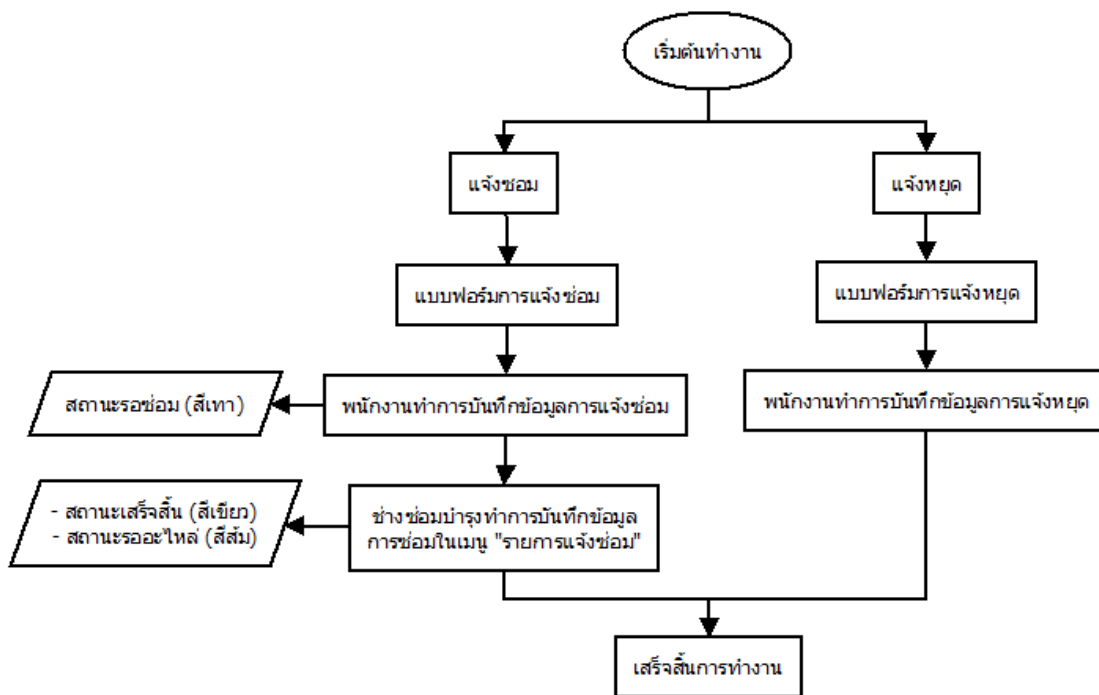 เริ่มต้นทำงาน
แจ้งซ่อม
แจ้งหยุด
แบบฟอร์มการแจ้งซ่อม
แบบฟอร์มการแจ้งหยุด
สถานะรอซ่อม (สีเทา)
พนักงานทำการบันทึกข้อมูลการแจ้งซ่อม
พนักงานทำการบันทึกข้อมูลการแจ้งหยุด
- สถานะเสร็จสิ้น (สีเขียว)
- สถานะรออะไหล่ (สีส้ม)
ช่างซ่อมบำรุงทำการบันทึกข้อมูล
การซ่อมในเมนู "รายการแจ้งซ่อม"
เสร็จสิ้นการทำงาน